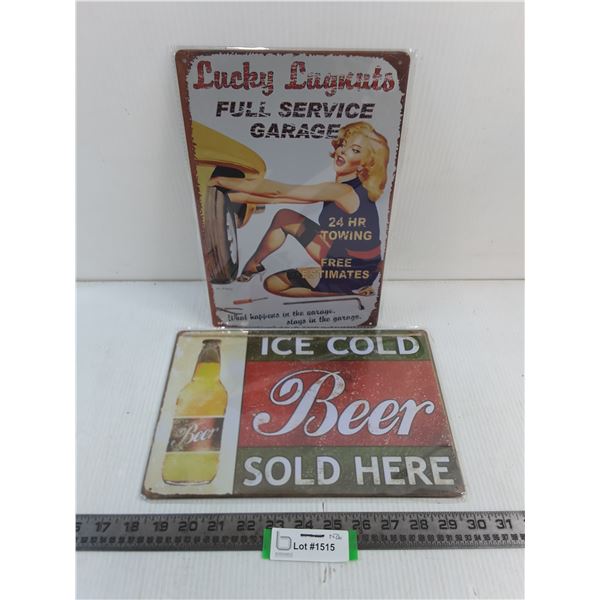 Lucky Lugnuts
FULL SERVICE
GARAGE
24 HR
TOWING
FREE
ESTIMATES
What happens in the garage,
stays in the garage.
ICE COLD
Beer
Beer
SOLD HERE
17 18 19 20 21 22 23 24 25 26 27 28 29 30 31
Lot #1515